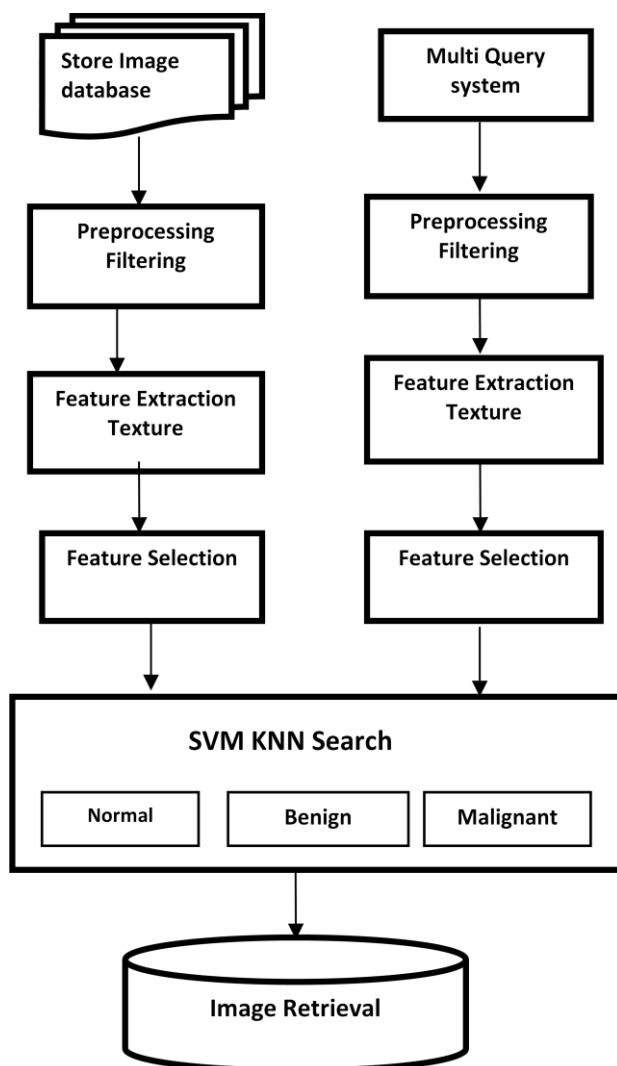 Store Image
database
Multi Query
system
Preprocessing
Filtering
Preprocessing
Filtering
Feature Extraction
Texture
Feature Extraction
Texture
Feature Selection
Feature Selection
SVM KNN Search
Normal
Benign
Malignant
Image Retrieval